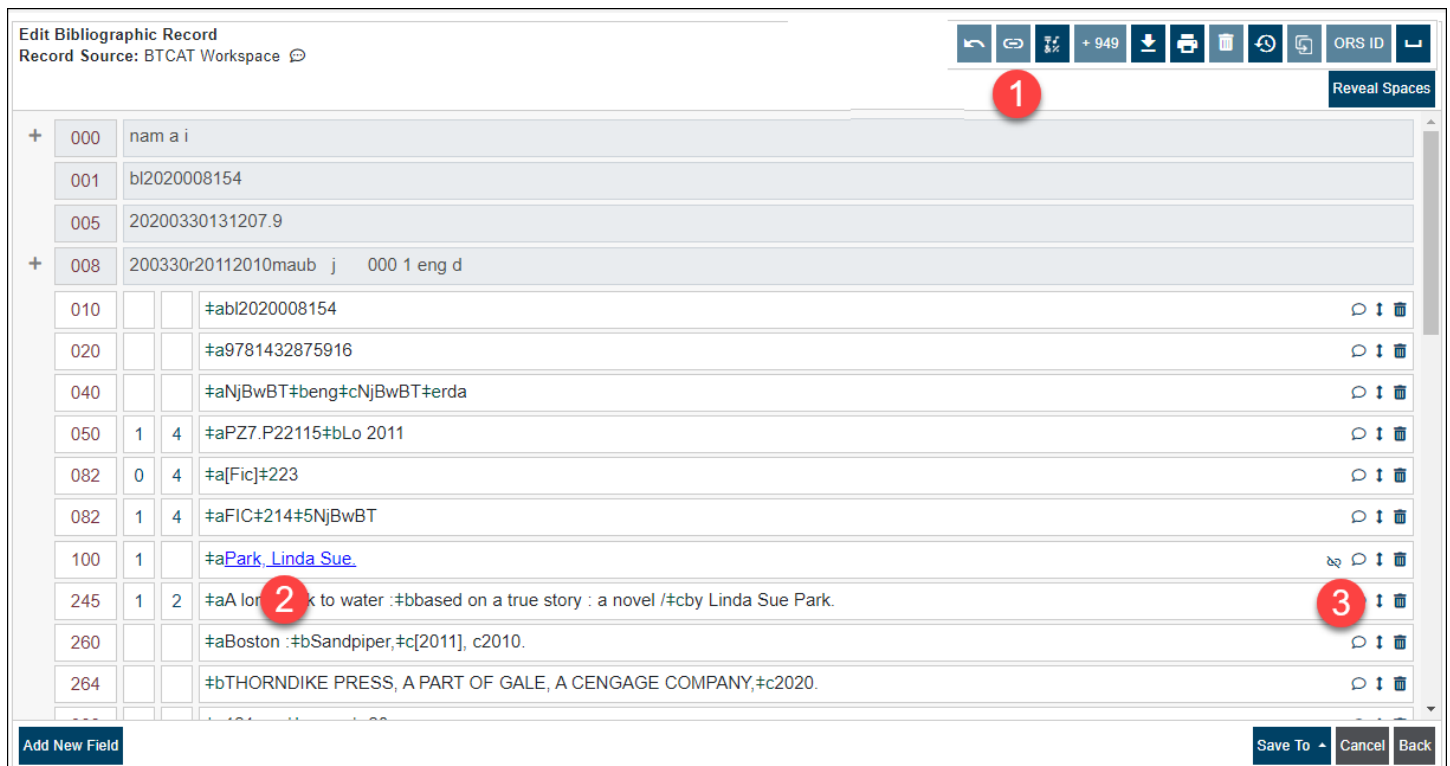 Edit Bibliographic Record
Record Source: BTCAT Workspace
+ 949 ORS ID
Reveal Spaces
1
+ 000 nam a i
001 bl2020008154
005 20200330131207.9
+ 008 200330r20112010maub j 000 1 eng d
010 ‡abl2020008154
020 ‡a9781432875916
040 ‡aNjBwBT‡beng‡cNjBwBT‡erda
050 1 4 ‡aPZ7.P22115‡bLo 2011
082 0 4 ‡a[Fic]‡223
082 1 4 ‡aFIC‡214‡5NjBwBT
100 1 ‡aPark, Linda Sue.
245 1 2 ‡aA lon 2 k to water :‡bbased on a true story : a novel /‡cby Linda Sue Park. 3
260 ‡aBoston :‡bSandpiper,‡c[2011], c2010.
264 ‡bTHORNDIKE PRESS, A PART OF GALE, A CENGAGE COMPANY,‡c2020.
Add New Field Save To Cancel Back